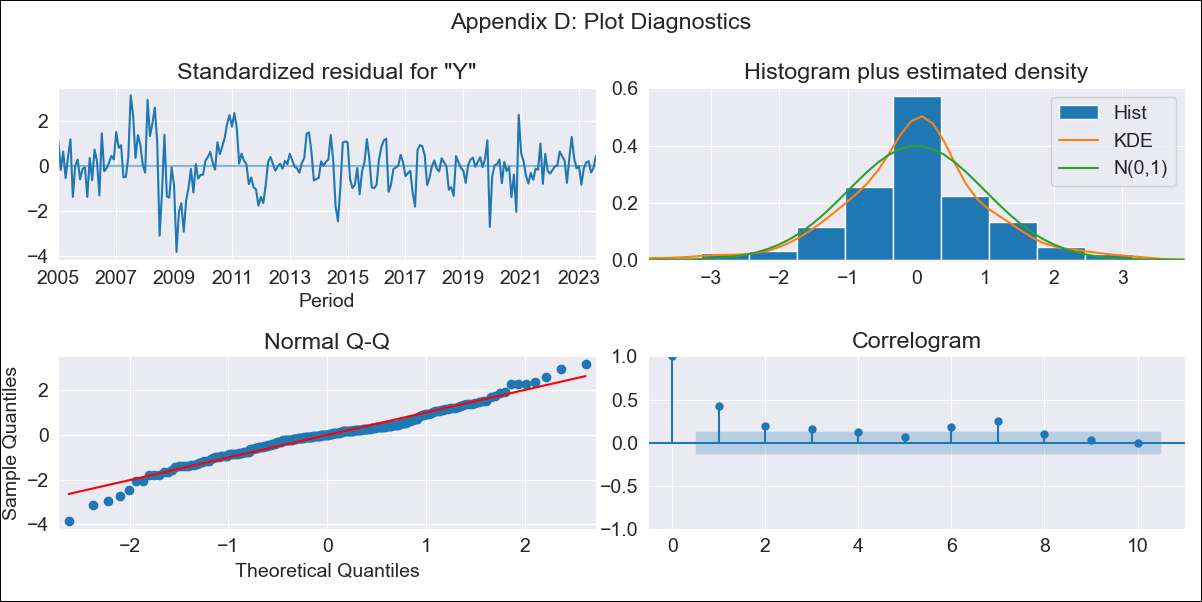 Appendix D: Plot Diagnostics
Standardized residual for "Y"
2
0
−2
−4
2005 2007 2009 2011 2013 2015 2017 2019 2021 2023
Period
Histogram plus estimated density
0.6
0.4
0.2
0.0
Hist
KDE
N(0,1)
−3 −2 −1 0 1 2 3
Normal Q-Q
Sample Quantiles
2
0
−2
−4
−2 −1 0 1 2
Theoretical Quantiles
Correlogram
1.0
0.5
0.0
−0.5
−1.0
0 2 4 6 8 10